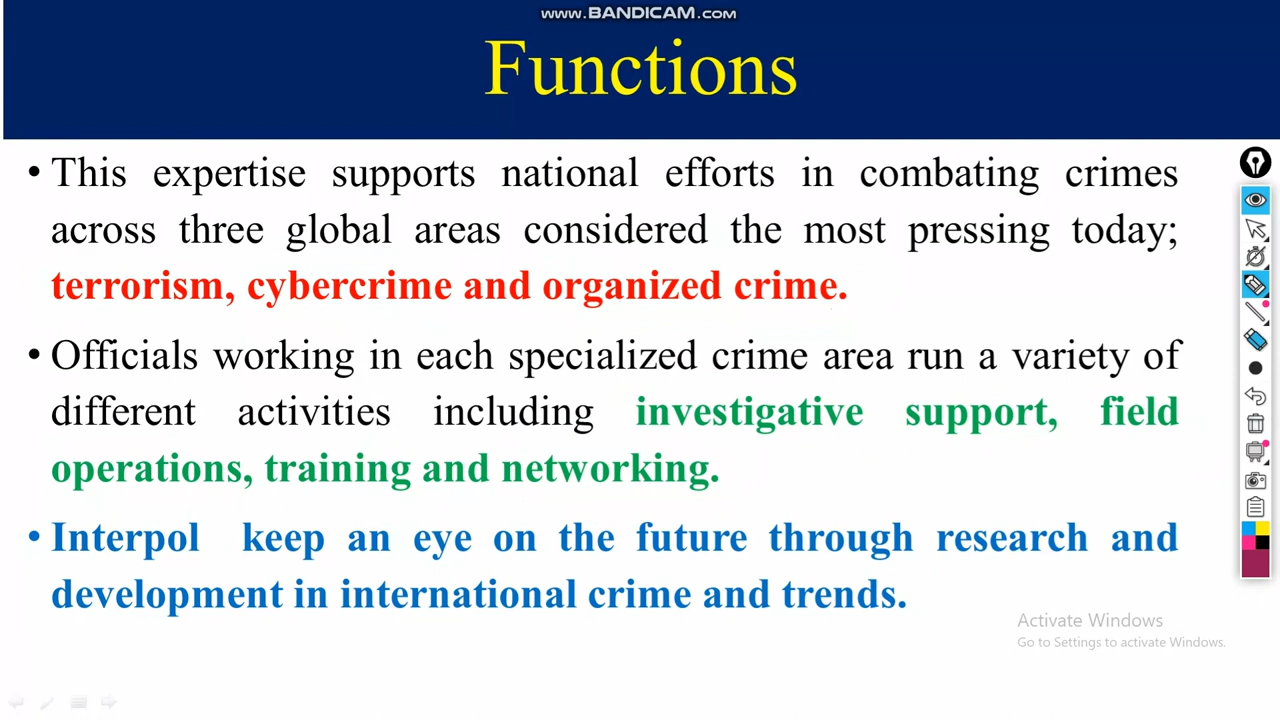 www.BANDICAM.com
Functions
• This expertise supports national efforts in combating crimes
across three global areas considered the most pressing today;
terrorism, cybercrime and organized crime.
• Officials working in each specialized crime area run a variety of
different activities including investigative support, field
operations, training and networking.
• Interpol keep an eye on the future through research and
development in international crime and trends.
Activate Windows
Go to Settings to activate Windows.